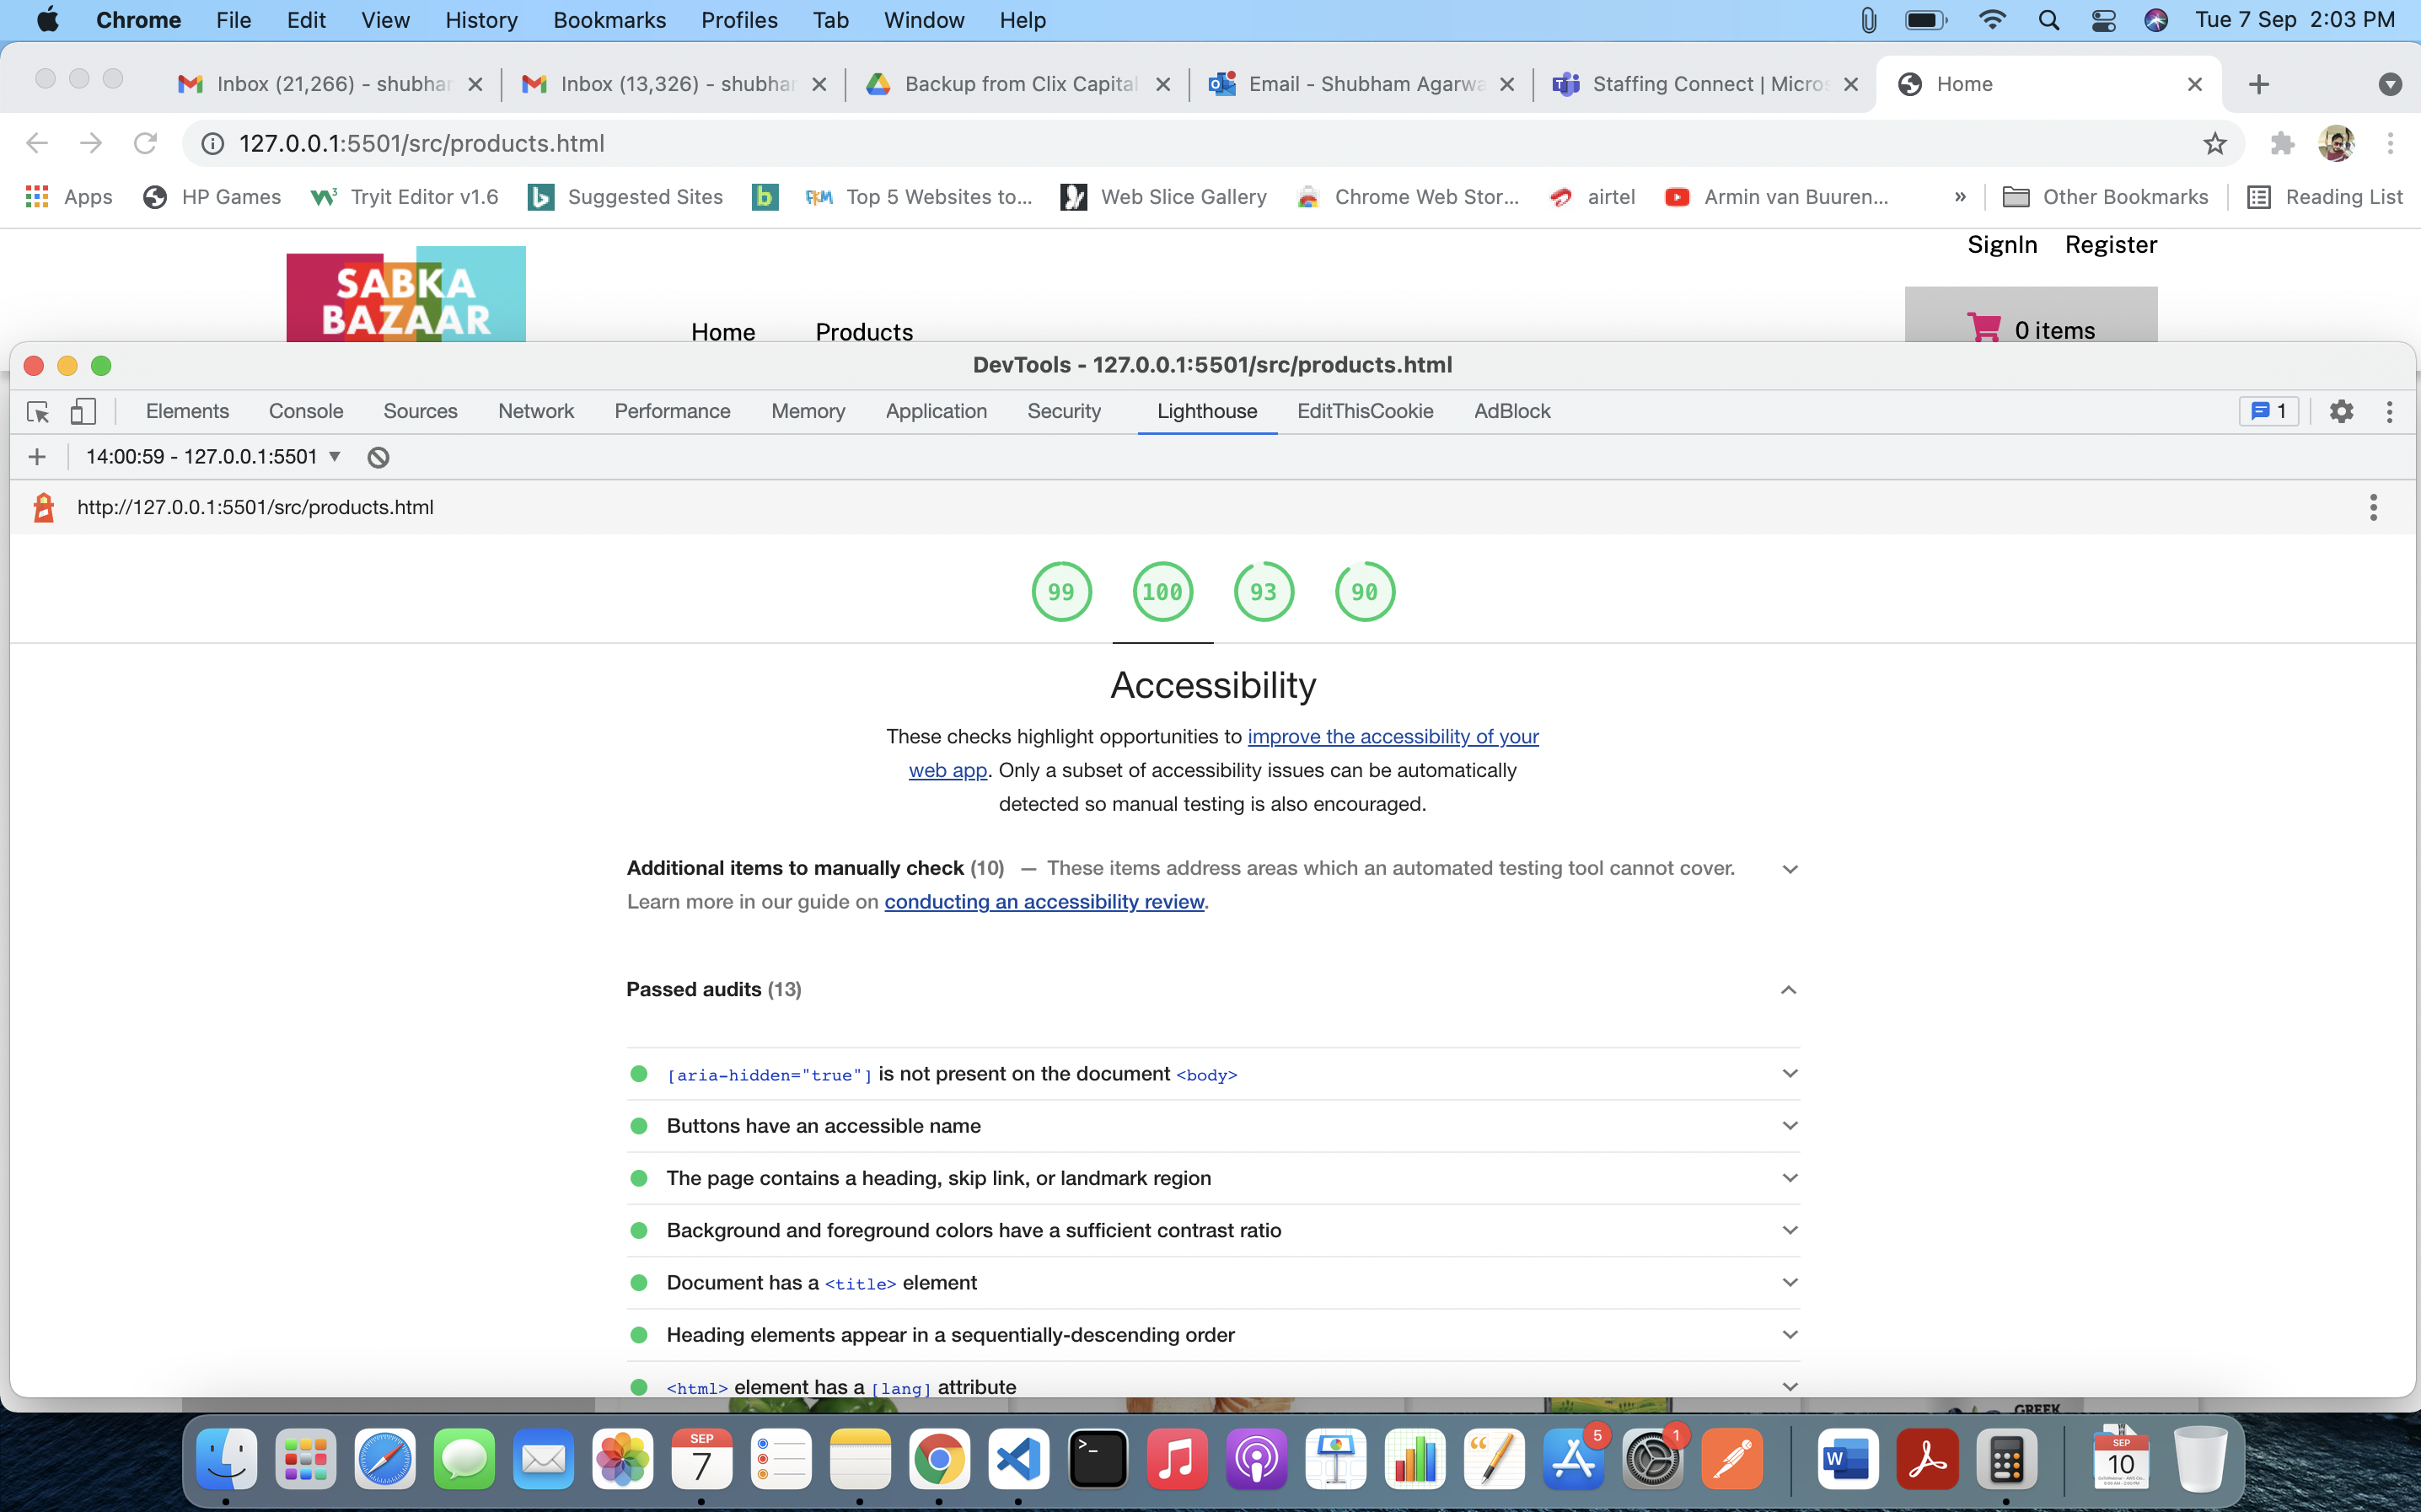 Chrome File Edit View History Bookmarks Profiles Tab Window Help Tue 7 Sep 2:03 PM
Inbox (21,266) - shubhar Inbox (13,326) - shubhar Backup from Clix Capital Email - Shubham Agarwa Staffing Connect | Micros Home
127.0.0.1:5501/src/products.html
Apps HP Games Tryit Editor v1.6 Suggested Sites Top 5 Websites to... Web Slice Gallery Chrome Web Stor... airtel Armin van Buuren... » Other Bookmarks Reading List
SignIn Register
SABKA
BAZAAR
Home Products 0 items
DevTools - 127.0.0.1:5501/src/products.html
Elements Console Sources Network Performance Memory Application Security Lighthouse EditThisCookie AdBlock 1
14:00:59 - 127.0.0.1:5501
http://127.0.0.1:5501/src/products.html
99 100 93 90
Accessibility
These checks highlight opportunities to improve the accessibility of your
web app. Only a subset of accessibility issues can be automatically
detected so manual testing is also encouraged.
Additional items to manually check (10) — These items address areas which an automated testing tool cannot cover.
Learn more in our guide on conducting an accessibility review.
Passed audits (13)
[aria-hidden="true"] is not present on the document <body>
Buttons have an accessible name
The page contains a heading, skip link, or landmark region
Background and foreground colors have a sufficient contrast ratio
Document has a <title> element
Heading elements appear in a sequentially-descending order
<html> element has a [lang] attribute
GREEK
SEP
7
5
1
SEP
10